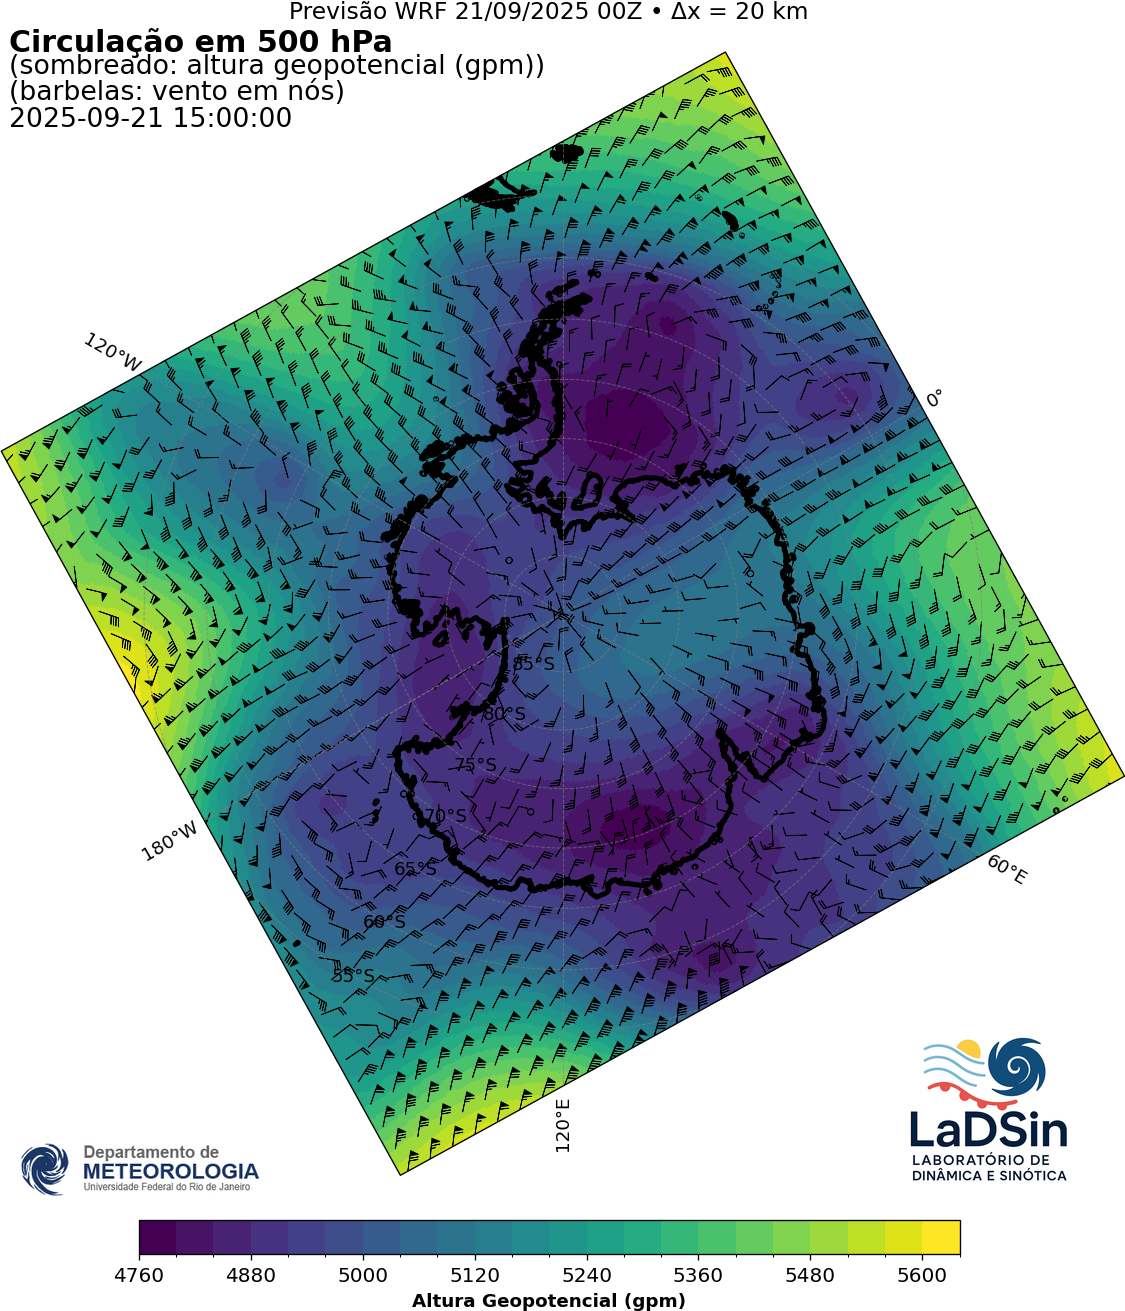 Previsão WRF 21/09/2025 00Z • Δx = 20 km
Circulação em 500 hPa
(sombreado: altura geopotencial (gpm))
(barbelas: vento em nós)
2025-09-21 15:00:00
120°W
0°
85°S
80°S
75°S
70°S
180°W
65°S
60°E
60°S
55°S
120°E
LaDSin
LABORATÓRIO DE
DINÂMICA E SINÓTICA
Departamento de
METEOROLOGIA
Universidade Federal do Rio de Janeiro
4760 4880 5000 5120 5240 5360 5480 5600
Altura Geopotencial (gpm)